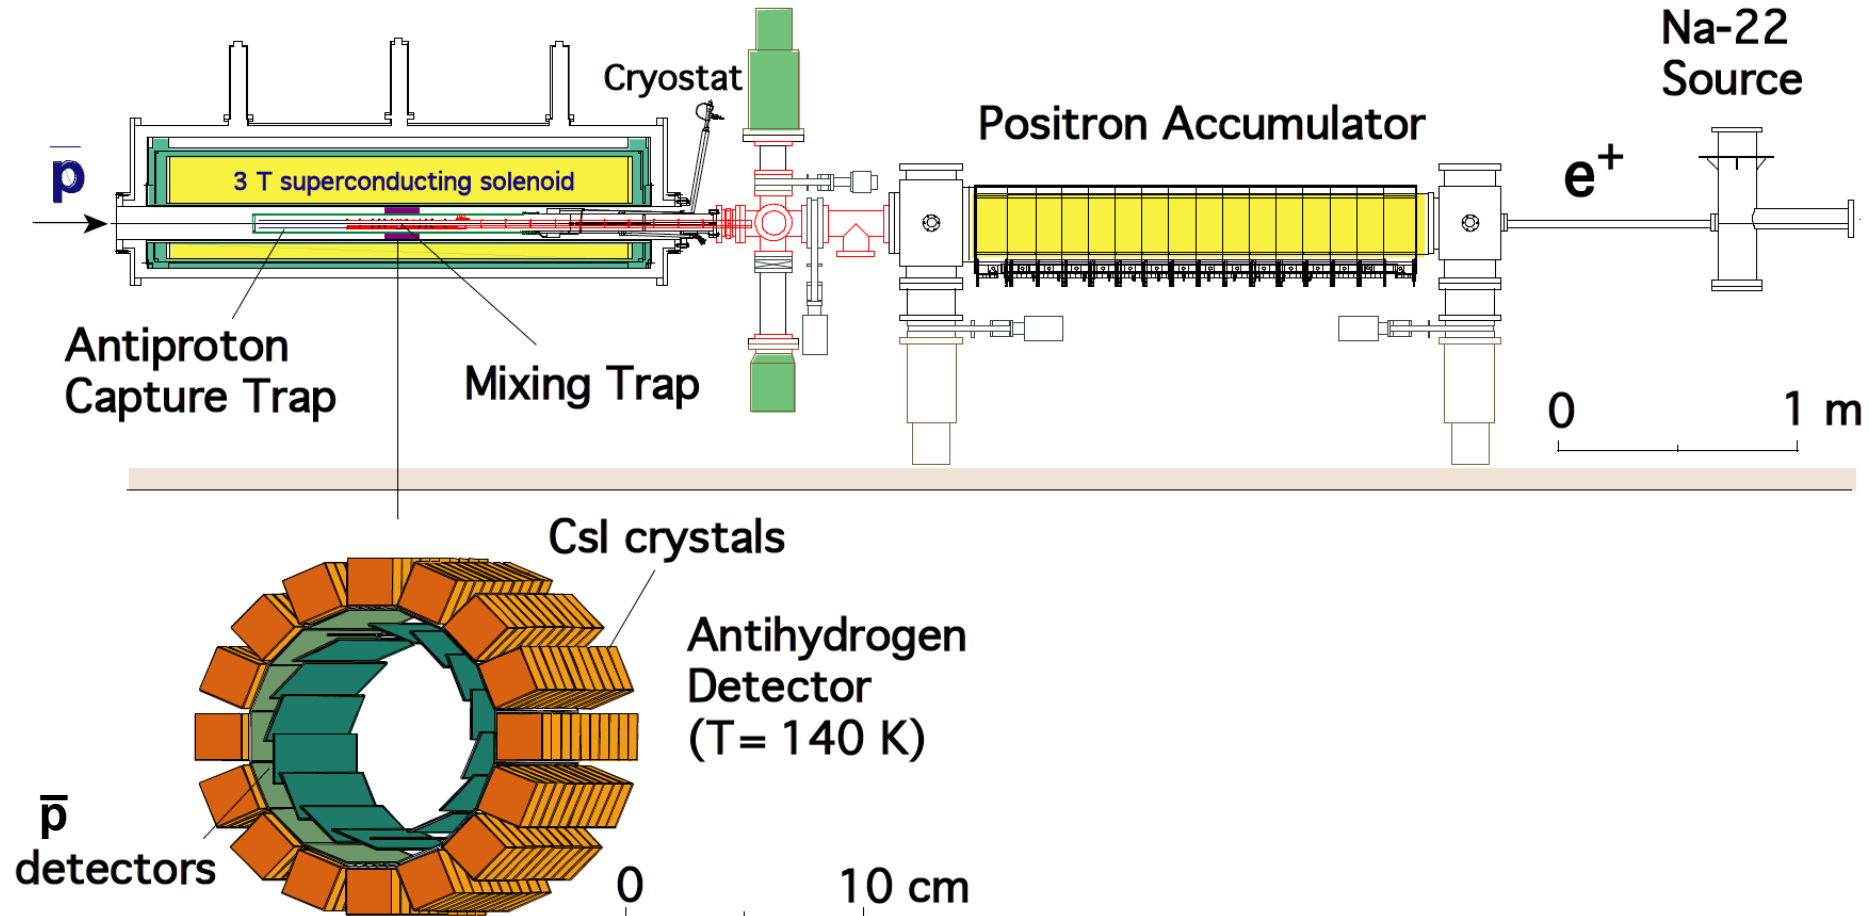 Na-22
Source
Cryostat
Positron Accumulator
p̅
3 T superconducting solenoid
e⁺
Antiproton
Capture Trap
Mixing Trap
0 1 m
CsI crystals
Antihydrogen
Detector
(T= 140 K)
p̅
detectors
0 10 cm